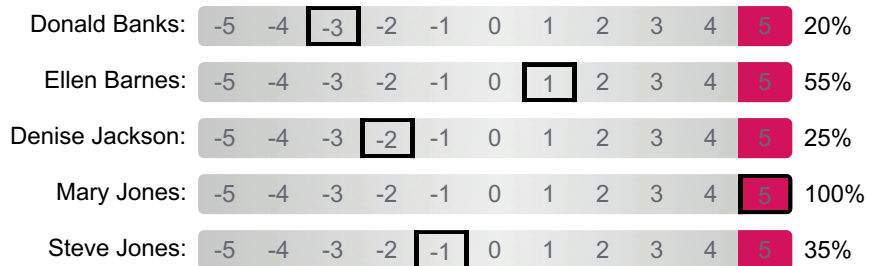 Donald Banks: -5 -4 -3 -2 -1 0 1 2 3 4 5 20%
Ellen Barnes: -5 -4 -3 -2 -1 0 1 2 3 4 5 55%
Denise Jackson: -5 -4 -3 -2 -1 0 1 2 3 4 5 25%
Mary Jones: -5 -4 -3 -2 -1 0 1 2 3 4 5 100%
Steve Jones: -5 -4 -3 -2 -1 0 1 2 3 4 5 35%